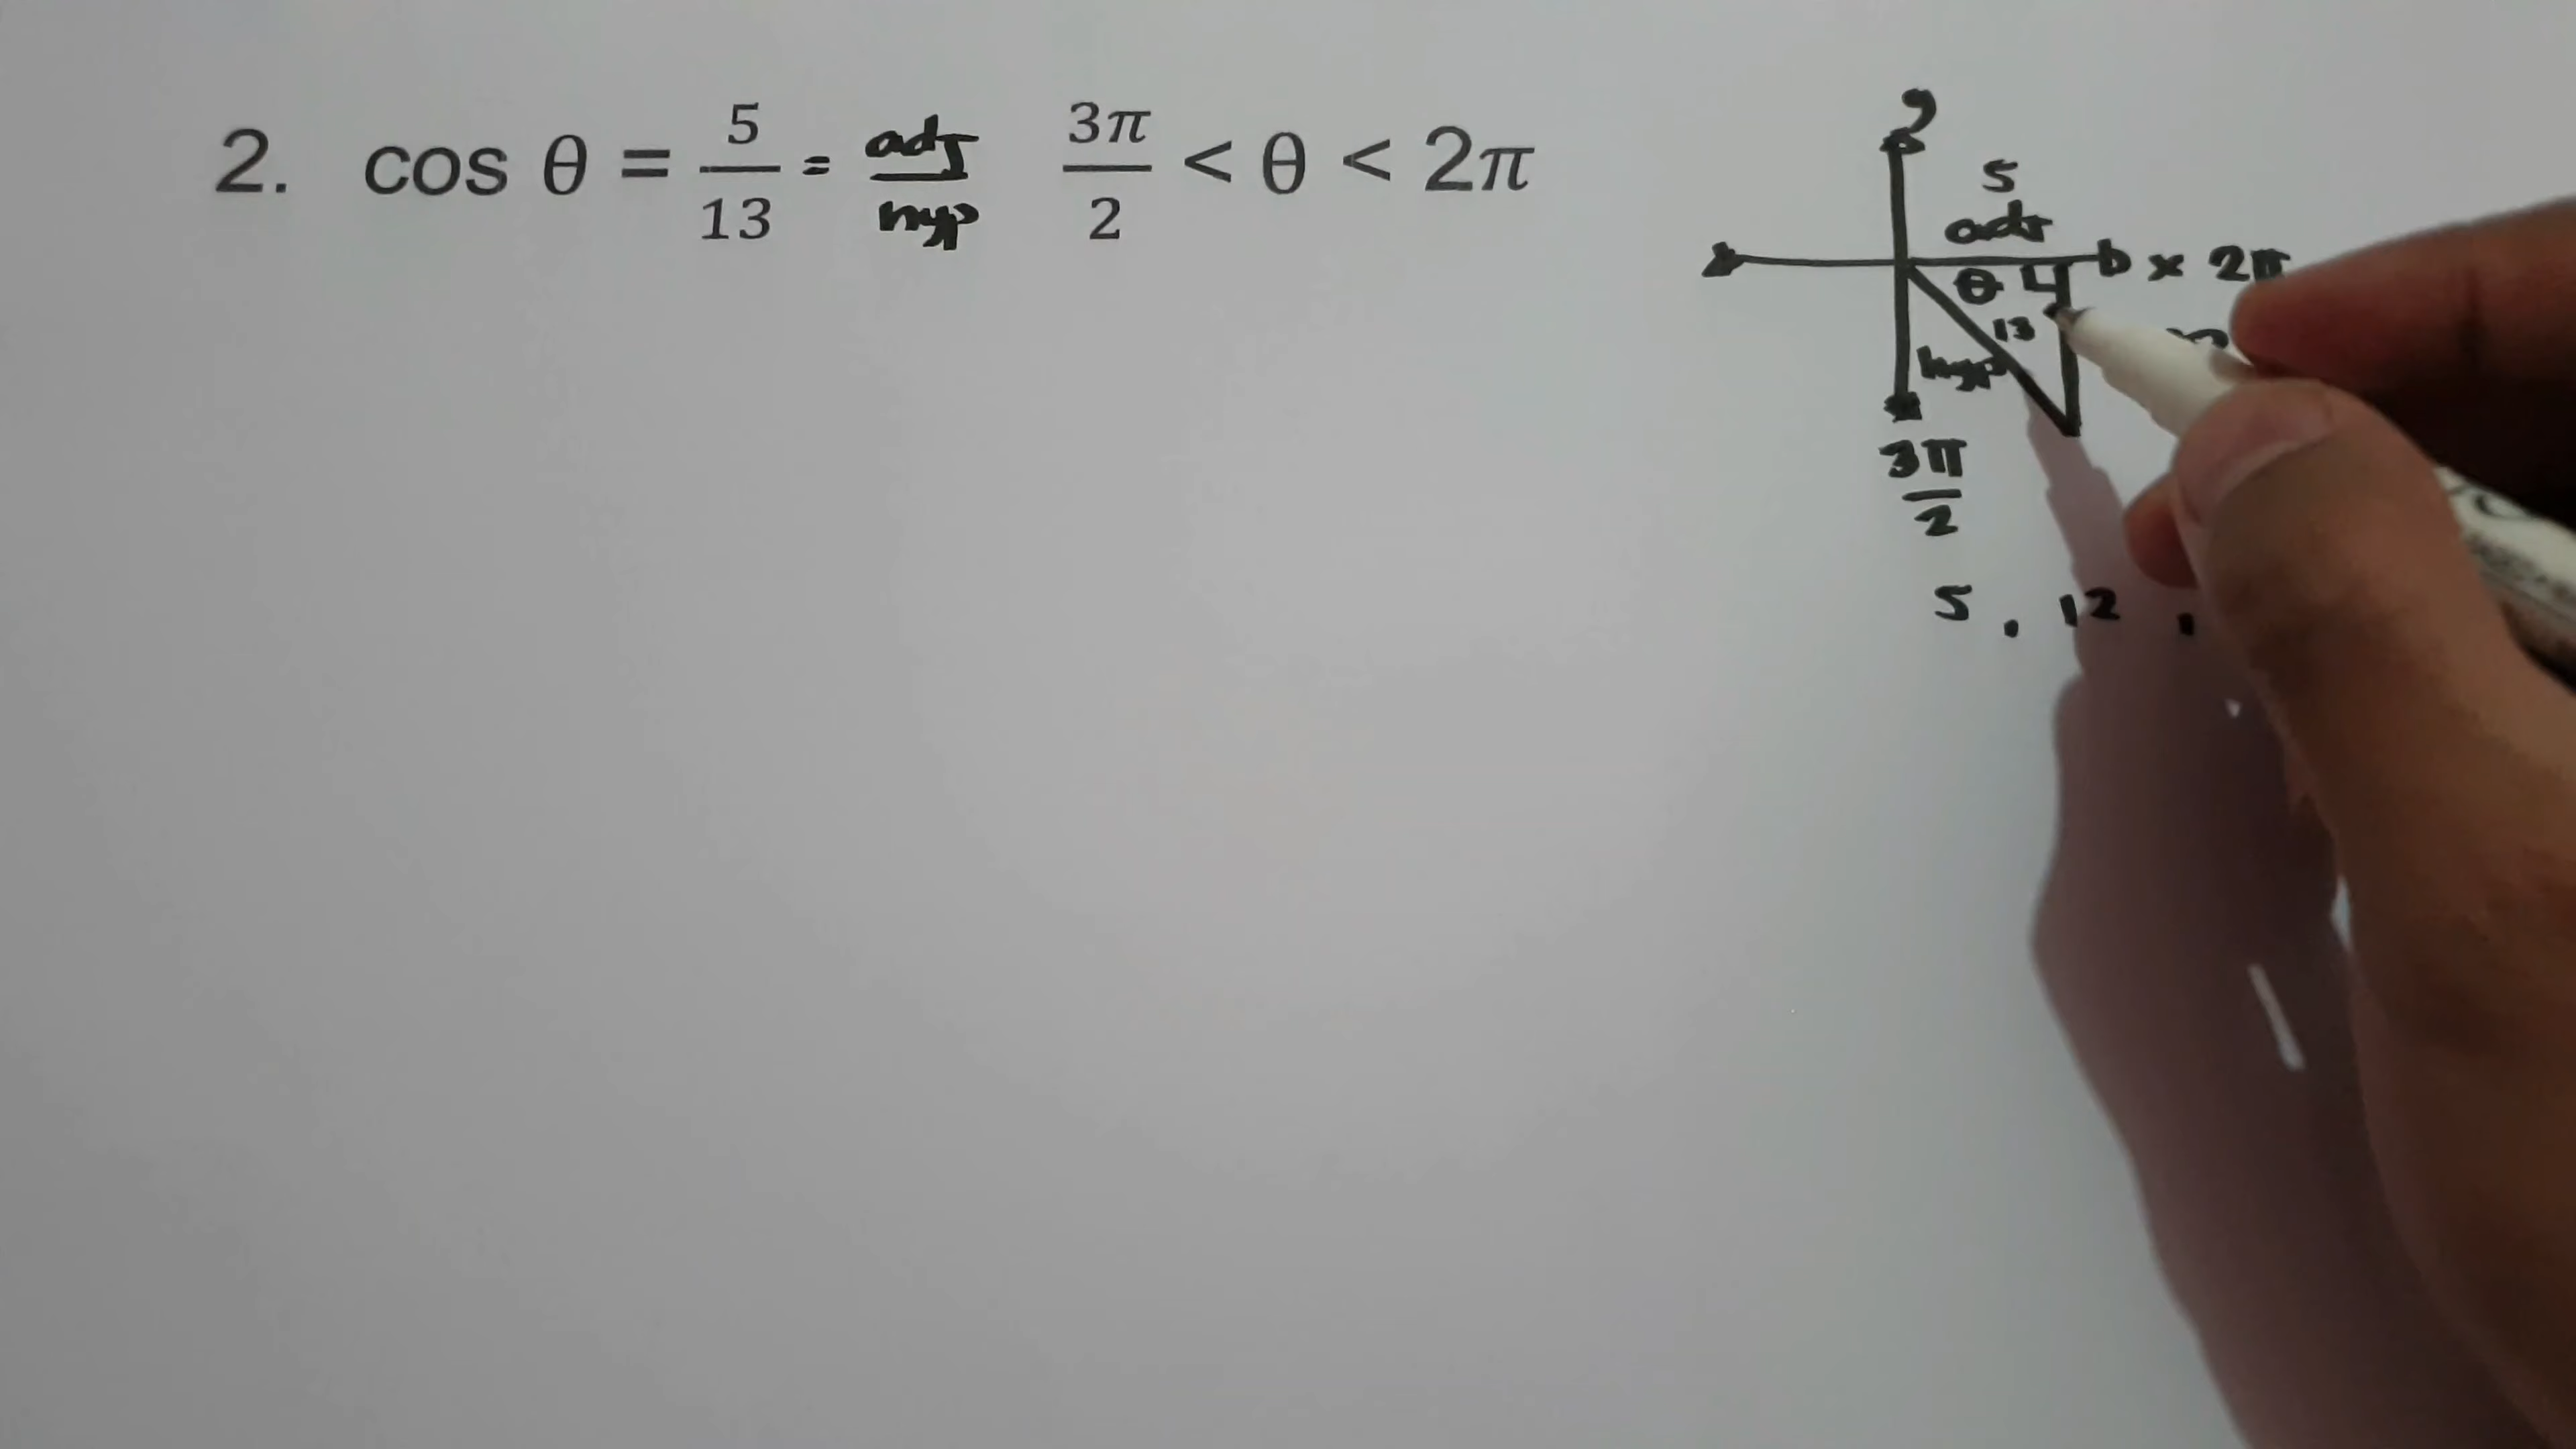 2. cos θ = 5/13 = adj/hyp 3π/2 < θ < 2π
5
adj
θ
x 2π
13
hyp
3π/2
5 , 12 ,